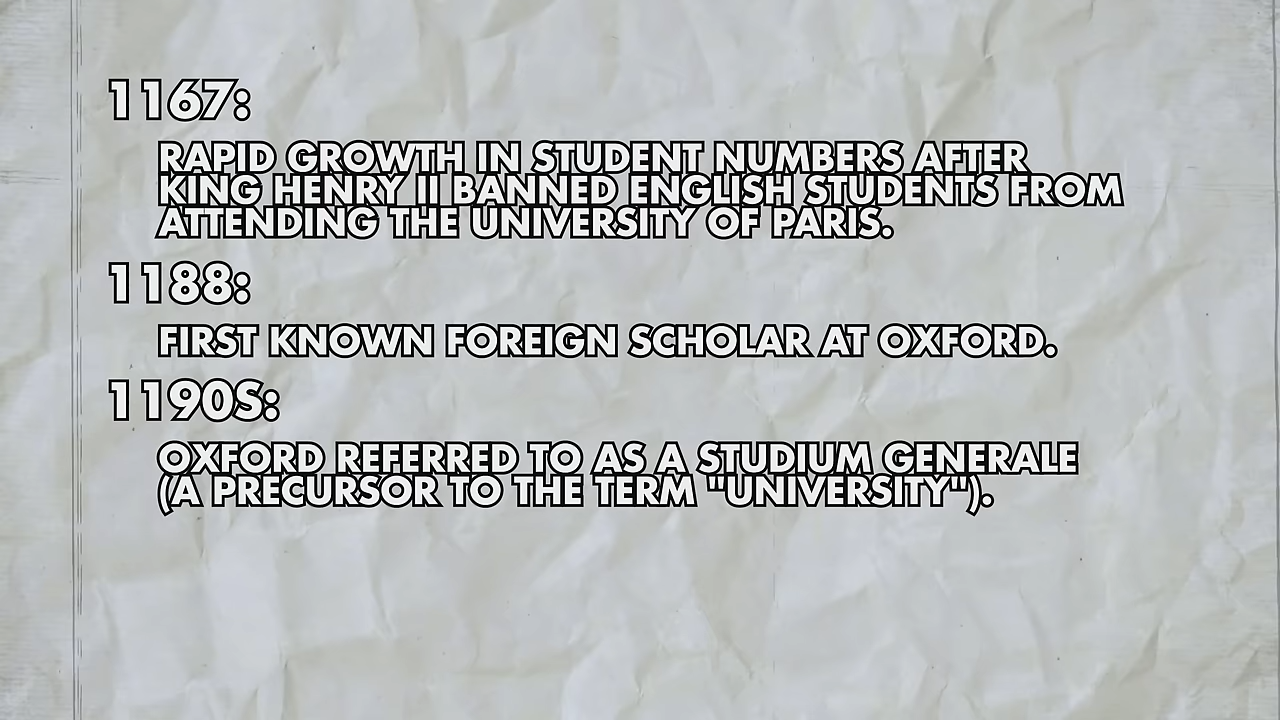 1167:
RAPID GROWTH IN STUDENT NUMBERS AFTER
KING HENRY II BANNED ENGLISH STUDENTS FROM
ATTENDING THE UNIVERSITY OF PARIS.
1188:
FIRST KNOWN FOREIGN SCHOLAR AT OXFORD.
1190S:
OXFORD REFERRED TO AS A STUDIUM GENERALE
(A PRECURSOR TO THE TERM "UNIVERSITY").